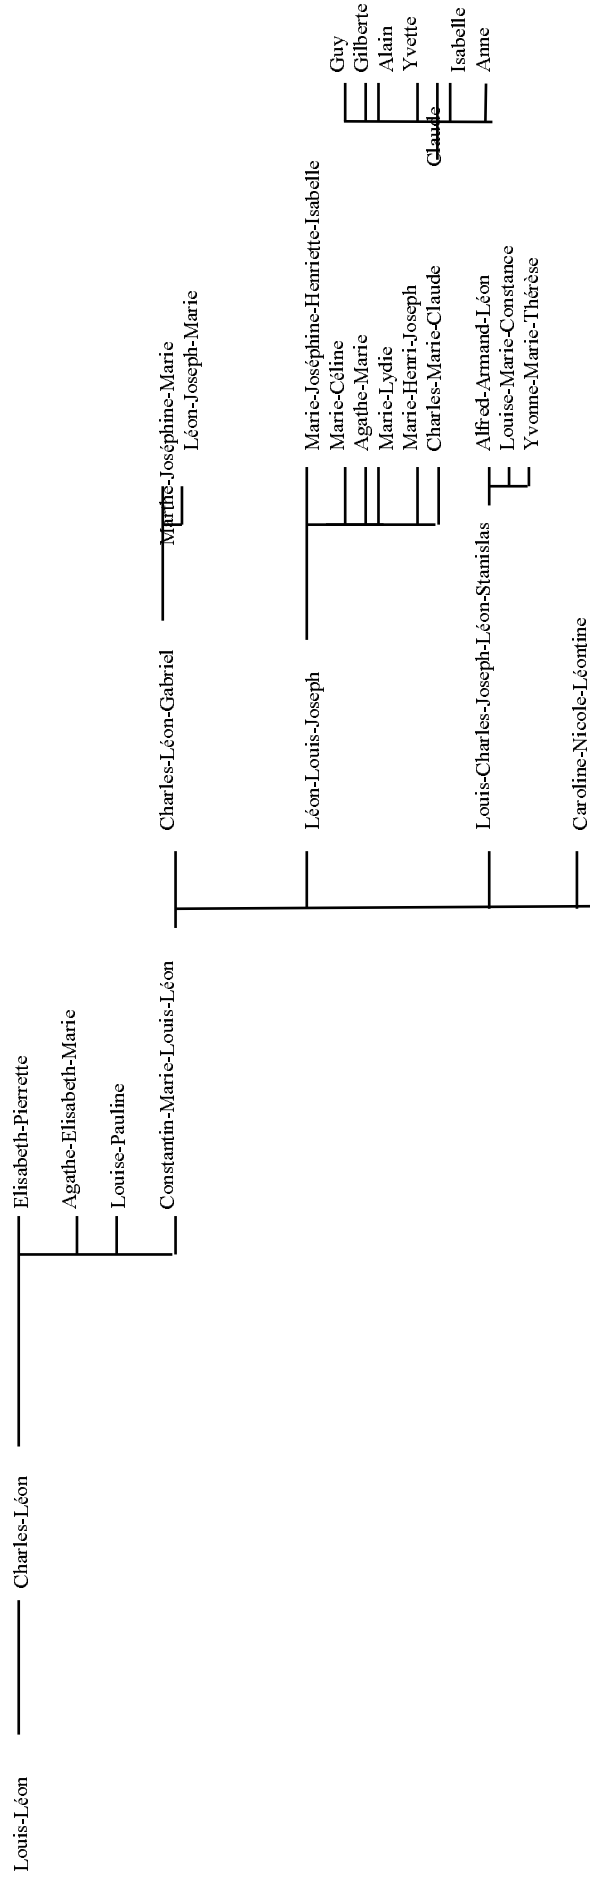 Louis-Léon
Charles-Léon
Elisabeth-Pierrette
Agathe-Elisabeth-Marie
Louise-Pauline
Constantin-Marie-Louis-Léon
Charles-Léon-Gabriel
Léon-Louis-Joseph
Louis-Charles-Joseph-Léon-Stanislas
Caroline-Nicole-Léontine
Marthe-Joséphine-Marie
Léon-Joseph-Marie
Marie-Joséphine-Henriette-Isabelle
Marie-Céline
Agathe-Marie
Marie-Lydie
Marie-Henri-Joseph
Charles-Marie-Claude
Alfred-Armand-Léon
Louise-Marie-Constance
Yvonne-Marie-Thérèse
Guy
Gilberte
Alain
Yvette
Claude
Isabelle
Anne